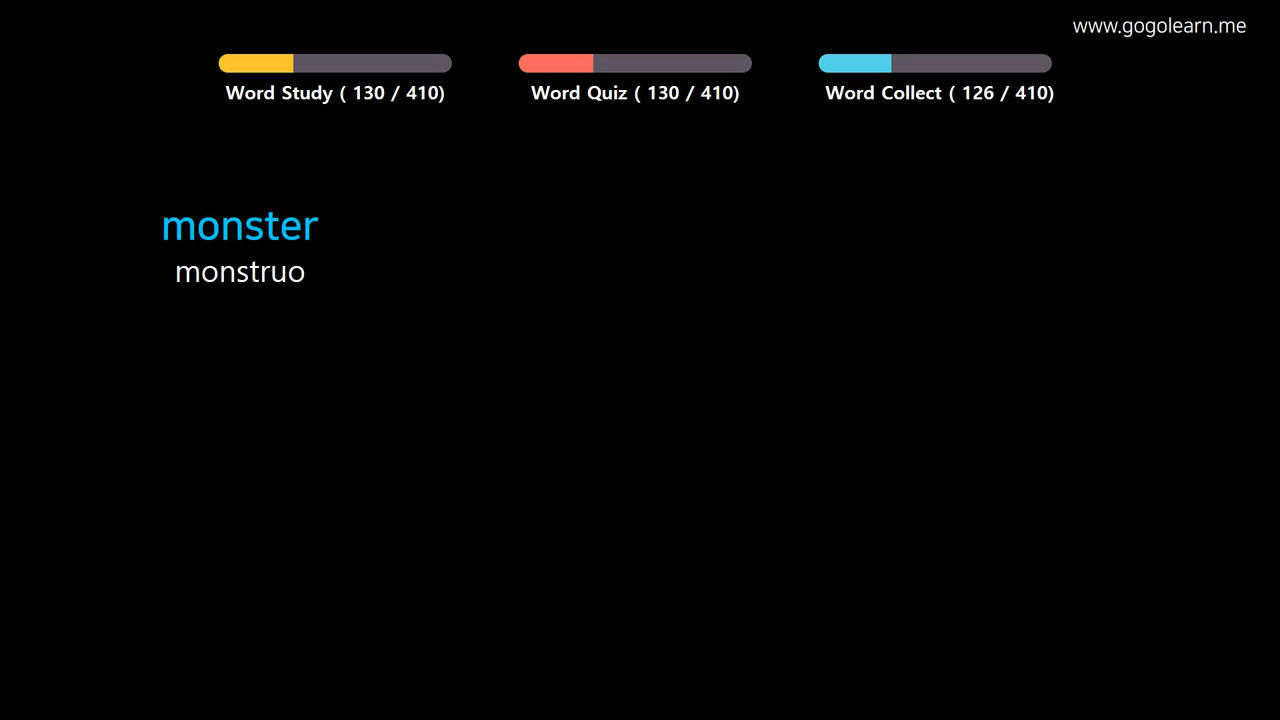 www.gogolearn.me
Word Study ( 130 / 410)
Word Quiz ( 130 / 410)
Word Collect ( 126 / 410)
monster
monstruo